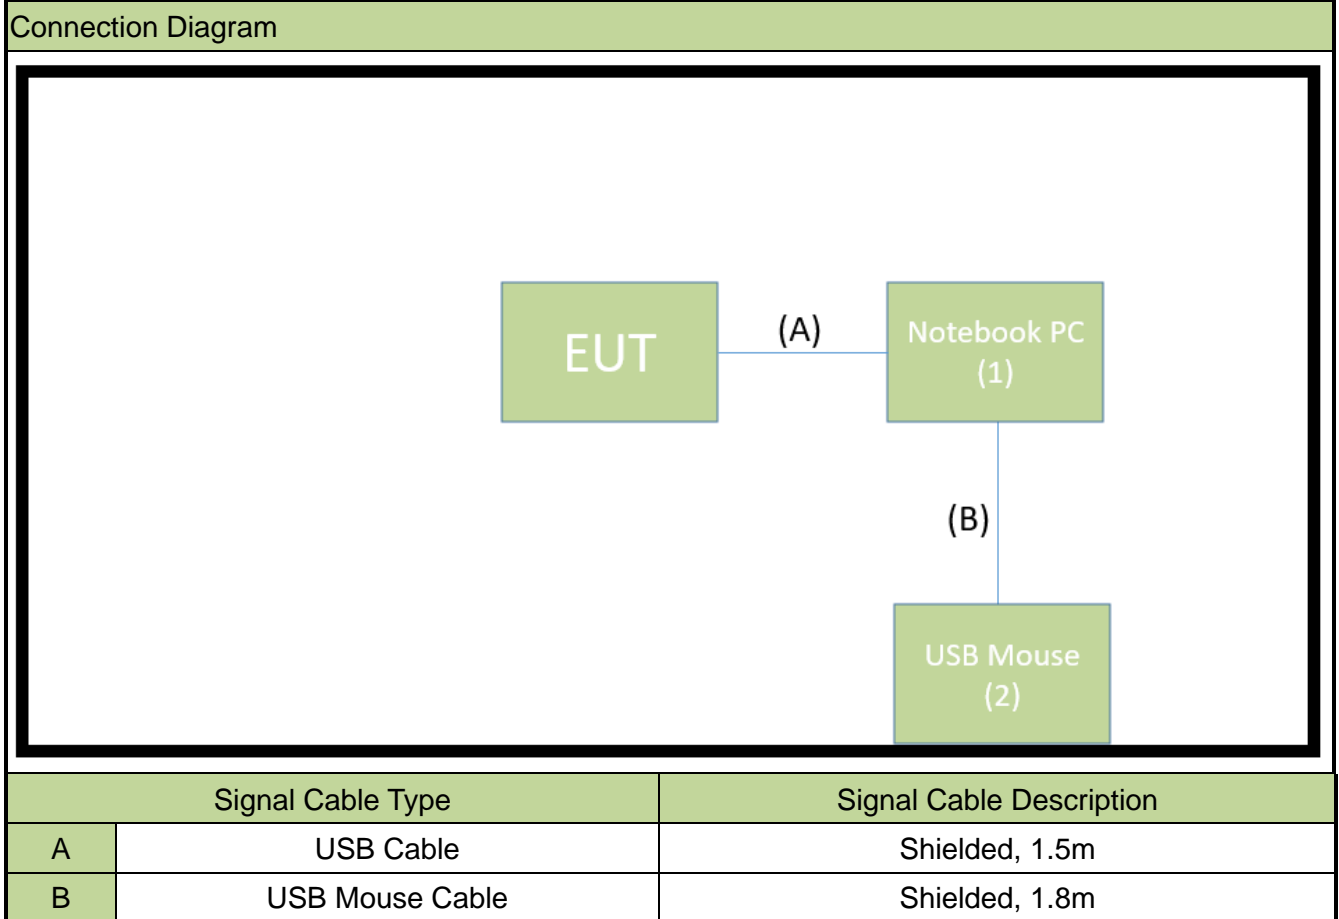 Connection Diagram
EUT
(A)
Notebook PC
(1)
(B)
USB Mouse
(2)
Signal Cable Type Signal Cable Description
A USB Cable Shielded, 1.5m
B USB Mouse Cable Shielded, 1.8m